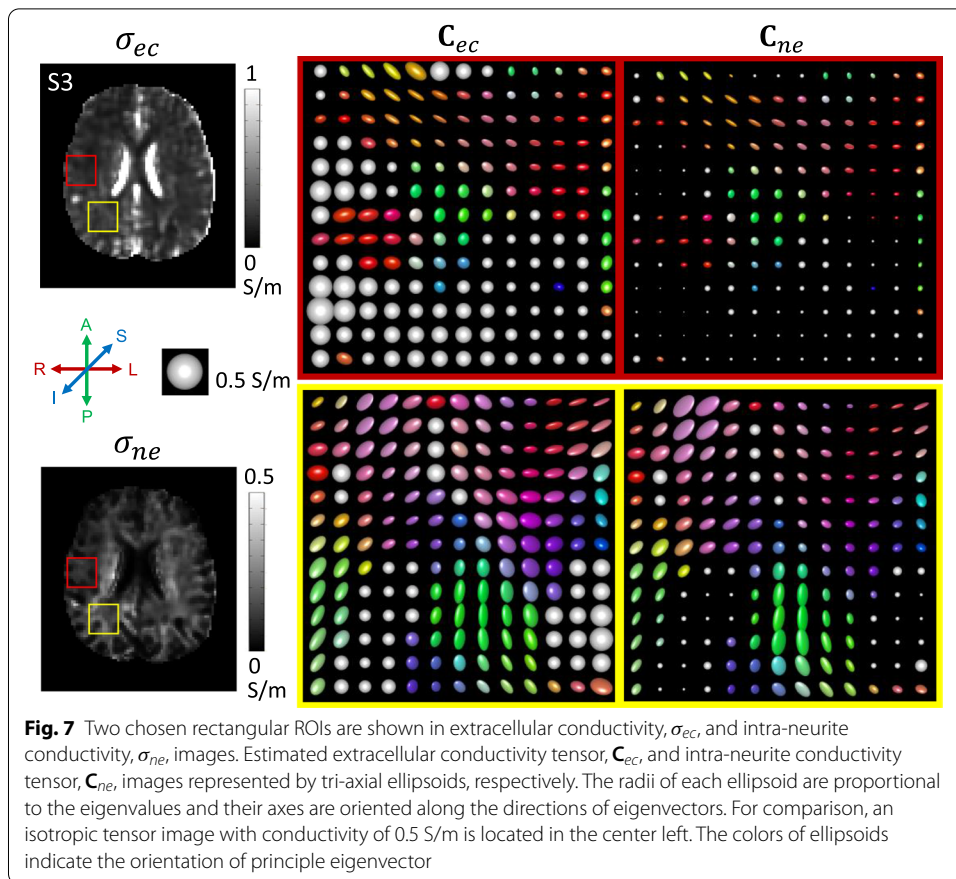 σec Cec Cne
S3
1
0
S/m
A
S
R L
I
P
0.5 S/m
σne
0.5
0
S/m
Fig. 7 Two chosen rectangular ROIs are shown in extracellular conductivity, σec, and intra-neurite
conductivity, σne, images. Estimated extracellular conductivity tensor, Cec, and intra-neurite conductivity
tensor, Cne, images represented by tri-axial ellipsoids, respectively. The radii of each ellipsoid are proportional
to the eigenvalues and their axes are oriented along the directions of eigenvectors. For comparison, an
isotropic tensor image with conductivity of 0.5 S/m is located in the center left. The colors of ellipsoids
indicate the orientation of principle eigenvector